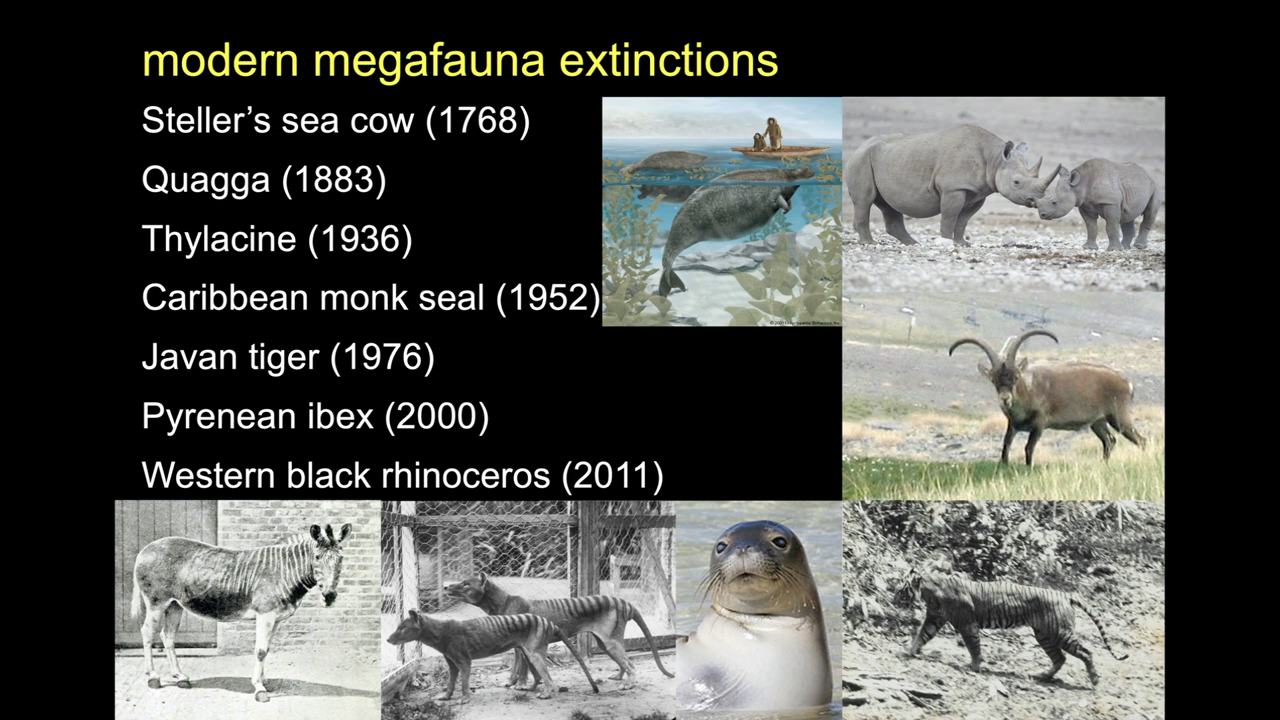 modern megafauna extinctions
Steller’s sea cow (1768)
Quagga (1883)
Thylacine (1936)
Caribbean monk seal (1952)
Javan tiger (1976)
Pyrenean ibex (2000)
Western black rhinoceros (2011)